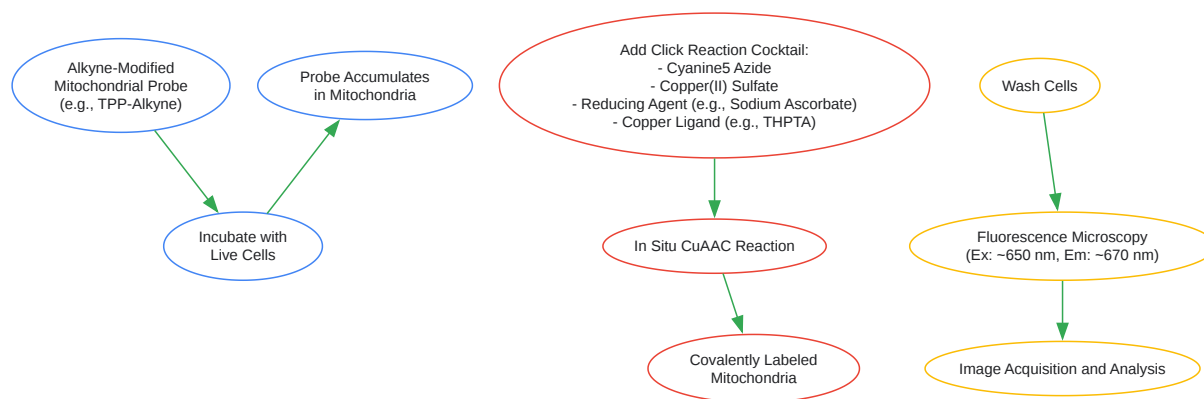 Alkyne-Modified
Mitochondrial Probe
(e.g., TPP-Alkyne)
Probe Accumulates
in Mitochondria
Incubate with
Live Cells
Add Click Reaction Cocktail:
- Cyanine5 Azide
- Copper(II) Sulfate
- Reducing Agent (e.g., Sodium Ascorbate)
- Copper Ligand (e.g., THPTA)
In Situ CuAAC Reaction
Covalently Labeled
Mitochondria
Wash Cells
Fluorescence Microscopy
(Ex: ~650 nm, Em: ~670 nm)
Image Acquisition and Analysis